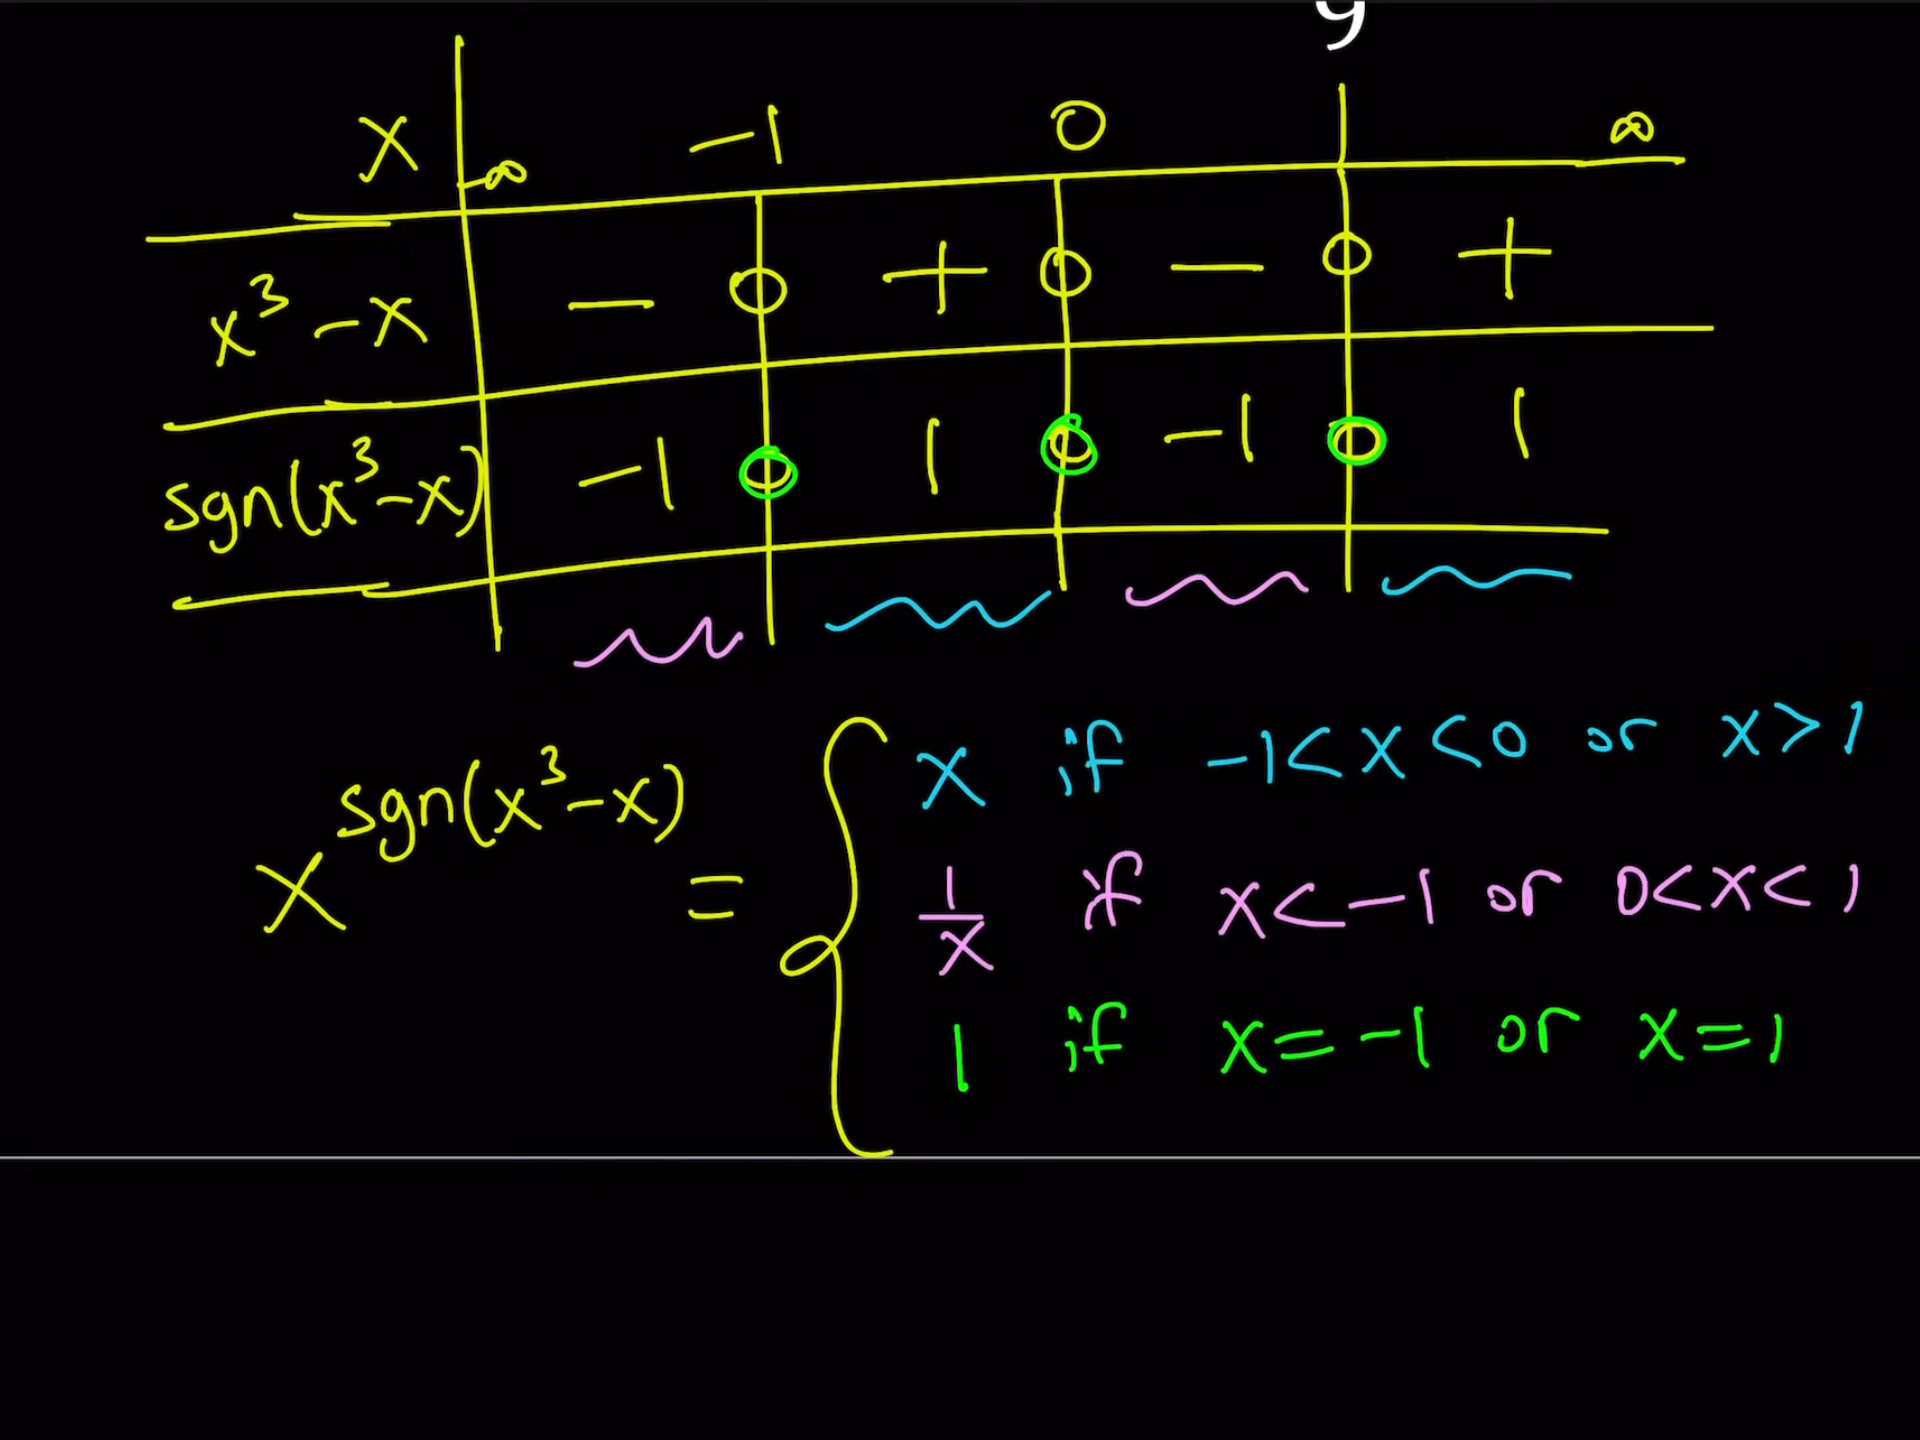 y
x -∞ -1 0 1 ∞
x³-x - 0 + 0 - 0 +
sgn(x³-x) -1 0 1 0 -1 0 1
x if -1<x<0 or x>1
x^sgn(x³-x) = { 1/x if x<-1 or 0<x<1
1 if x=-1 or x=1